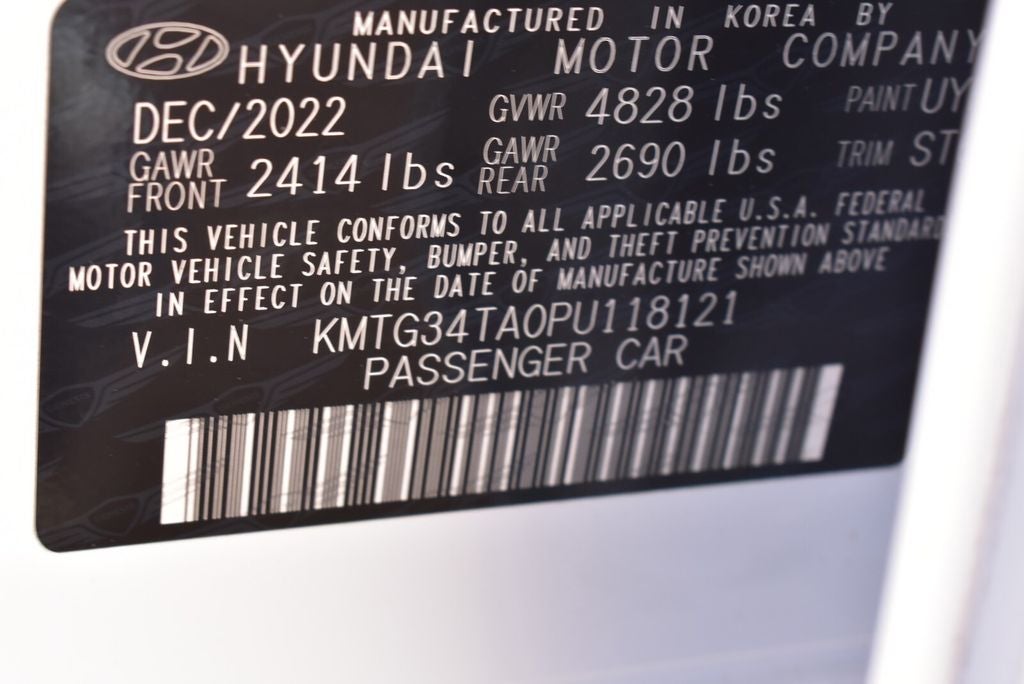 MANUFACTURED IN KOREA BY
HYUNDAI MOTOR COMPANY
DEC/2022 GVWR 4828 lbs PAINT UY
GAWR FRONT 2414 lbs GAWR REAR 2690 lbs TRIM ST
THIS VEHICLE CONFORMS TO ALL APPLICABLE U.S.A. FEDERAL
MOTOR VEHICLE SAFETY, BUMPER, AND THEFT PREVENTION STANDARD
IN EFFECT ON THE DATE OF MANUFACTURE SHOWN ABOVE
V.I.N KMTG34TA0PU118121
PASSENGER CAR